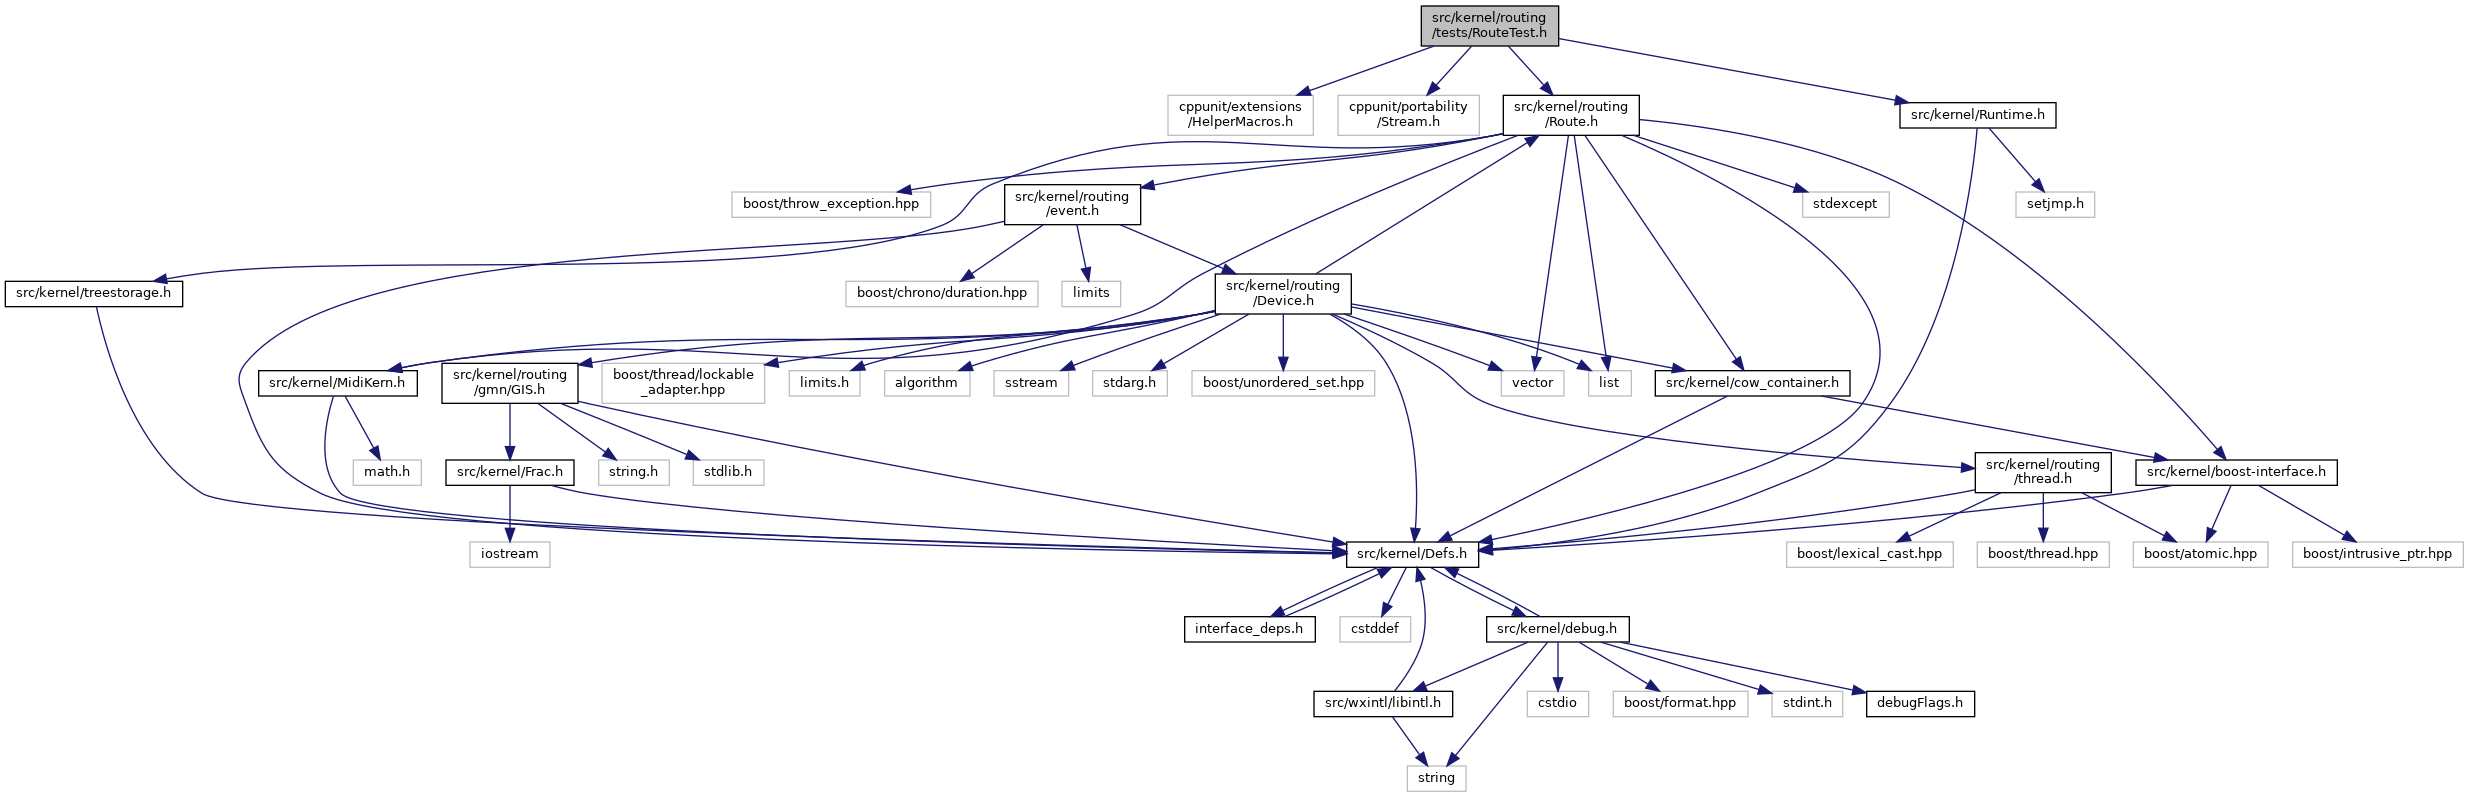 src/kernel/routing
/tests/RouteTest.h
cppunit/extensions
/HelperMacros.h
cppunit/portability
/Stream.h
src/kernel/routing
/Route.h
src/kernel/Runtime.h
boost/throw_exception.hpp
src/kernel/routing
/event.h
stdexcept
setjmp.h
src/kernel/treestorage.h
boost/chrono/duration.hpp
limits
src/kernel/routing
/Device.h
src/kernel/MidiKern.h
src/kernel/routing
/gmn/GIS.h
boost/thread/lockable
_adapter.hpp
limits.h
algorithm
sstream
stdarg.h
boost/unordered_set.hpp
vector
list
src/kernel/cow_container.h
math.h
src/kernel/Frac.h
string.h
stdlib.h
src/kernel/routing
/thread.h
src/kernel/boost-interface.h
iostream
src/kernel/Defs.h
boost/lexical_cast.hpp
boost/thread.hpp
boost/atomic.hpp
boost/intrusive_ptr.hpp
interface_deps.h
cstddef
src/kernel/debug.h
src/wxintl/libintl.h
cstdio
boost/format.hpp
stdint.h
debugFlags.h
string